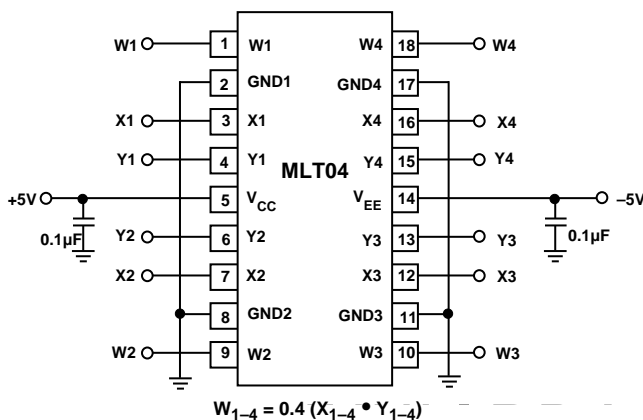 W1 1 W1 W4 18 W4
2 GND1 GND4 17
X1 3 X1 X4 16 X4
Y1 4 Y1 Y4 15 Y4
MLT04
+5V 5 VCC VEE 14 –5V
0.1µF 0.1µF
Y2 6 Y2 Y3 13 Y3
X2 7 X2 X3 12 X3
8 GND2 GND3 11
W2 9 W2 W3 10 W3
W1–4 = 0.4 (X1–4 • Y1–4)